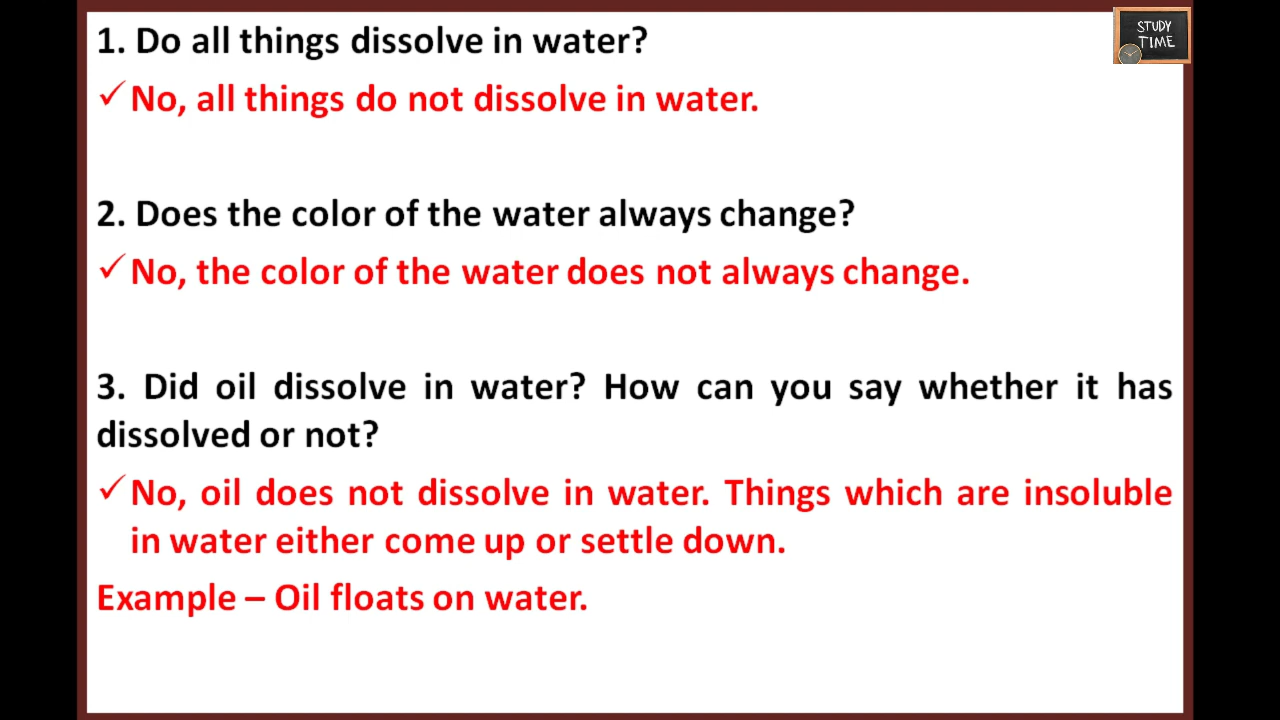 STUDY
TIME
1. Do all things dissolve in water?
✓ No, all things do not dissolve in water.
2. Does the color of the water always change?
✓ No, the color of the water does not always change.
3. Did oil dissolve in water? How can you say whether it has
dissolved or not?
✓ No, oil does not dissolve in water. Things which are insoluble
in water either come up or settle down.
Example – Oil floats on water.